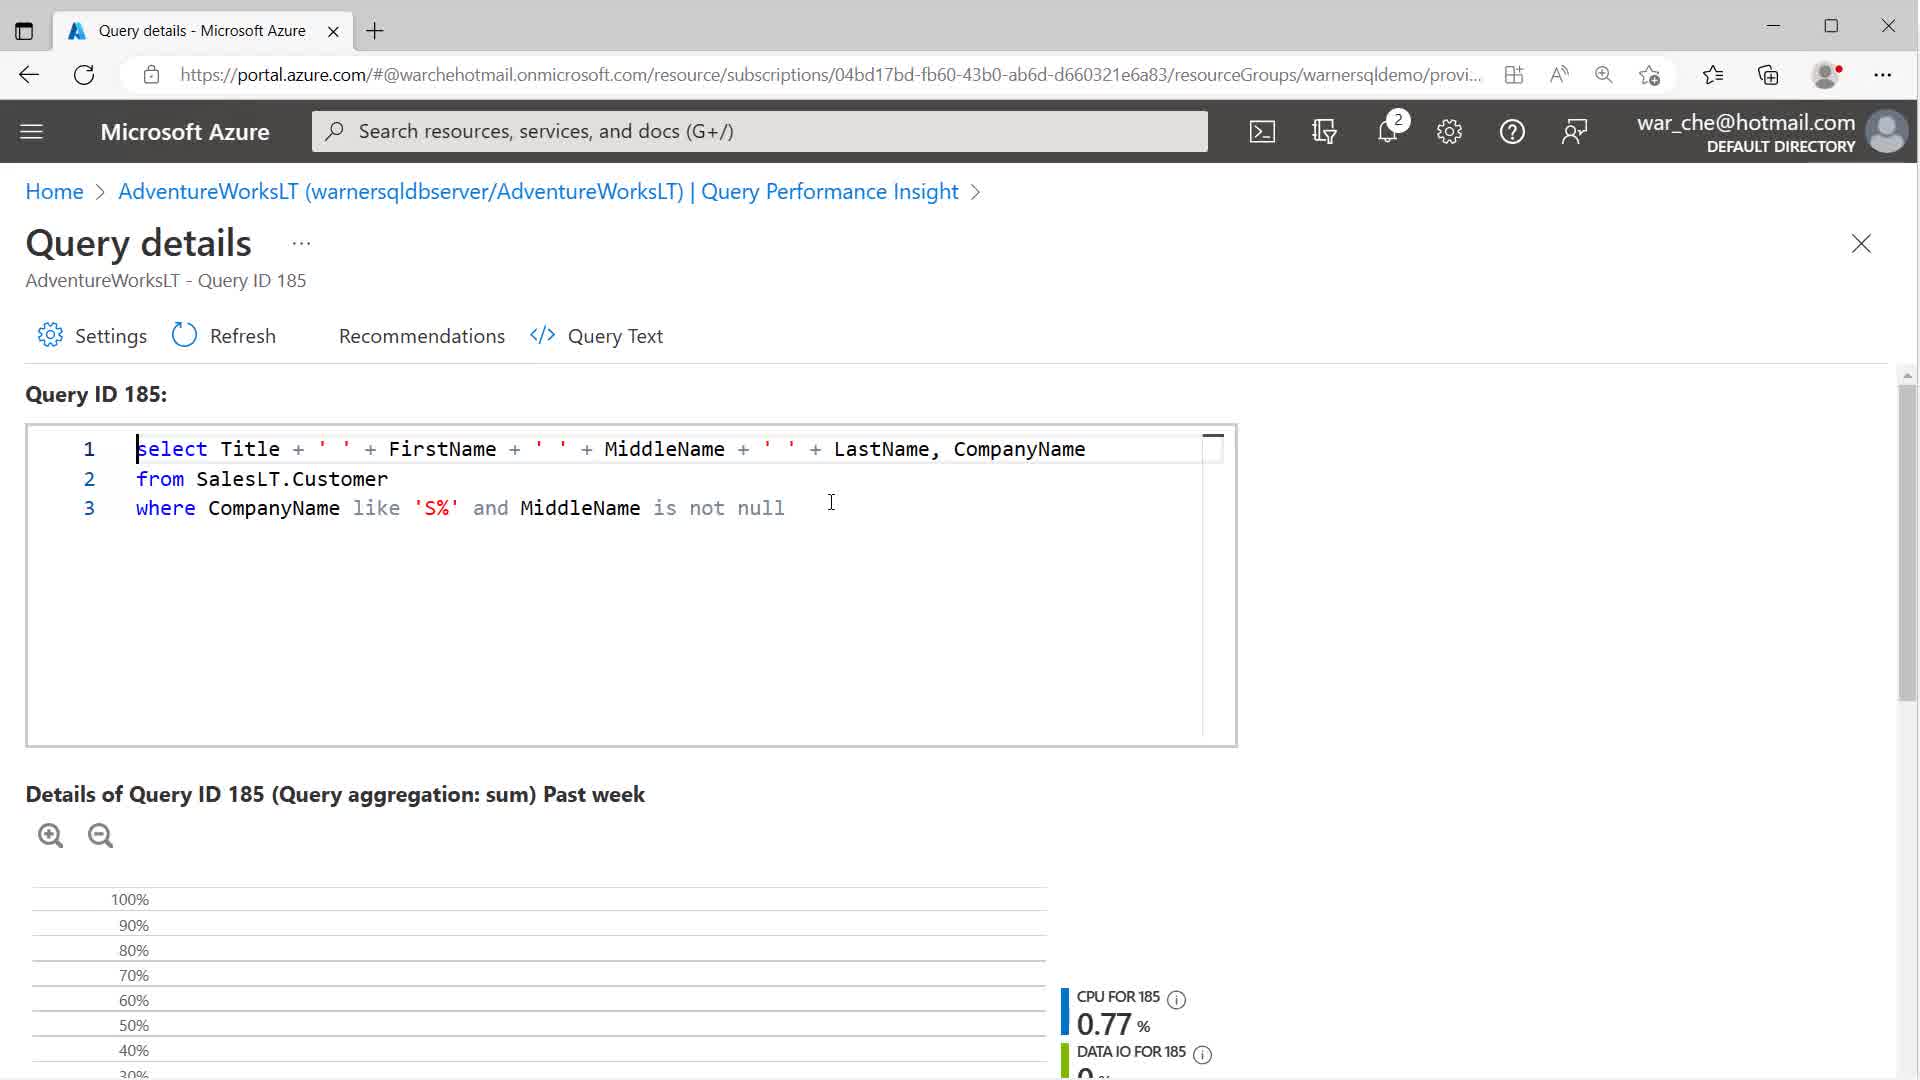 Query details - Microsoft Azure
https://portal.azure.com/#@warchehotmail.onmicrosoft.com/resource/subscriptions/04bd17bd-fb60-43b0-ab6d-d660321e6a83/resourceGroups/warnersqldemo/provi...
Microsoft Azure
Search resources, services, and docs (G+/)
2
war_che@hotmail.com
DEFAULT DIRECTORY
Home > AdventureWorksLT (warnersqldbserver/AdventureWorksLT) | Query Performance Insight >
Query details ...
AdventureWorksLT - Query ID 185
Settings Refresh Recommendations </> Query Text
Query ID 185:
1 select Title + ' ' + FirstName + ' ' + MiddleName + ' ' + LastName, CompanyName
2 from SalesLT.Customer
3 where CompanyName like 'S%' and MiddleName is not null
Details of Query ID 185 (Query aggregation: sum) Past week
100%
90%
80%
70%
60%
50%
40%
30%
CPU FOR 185
0.77 %
DATA IO FOR 185
0 %